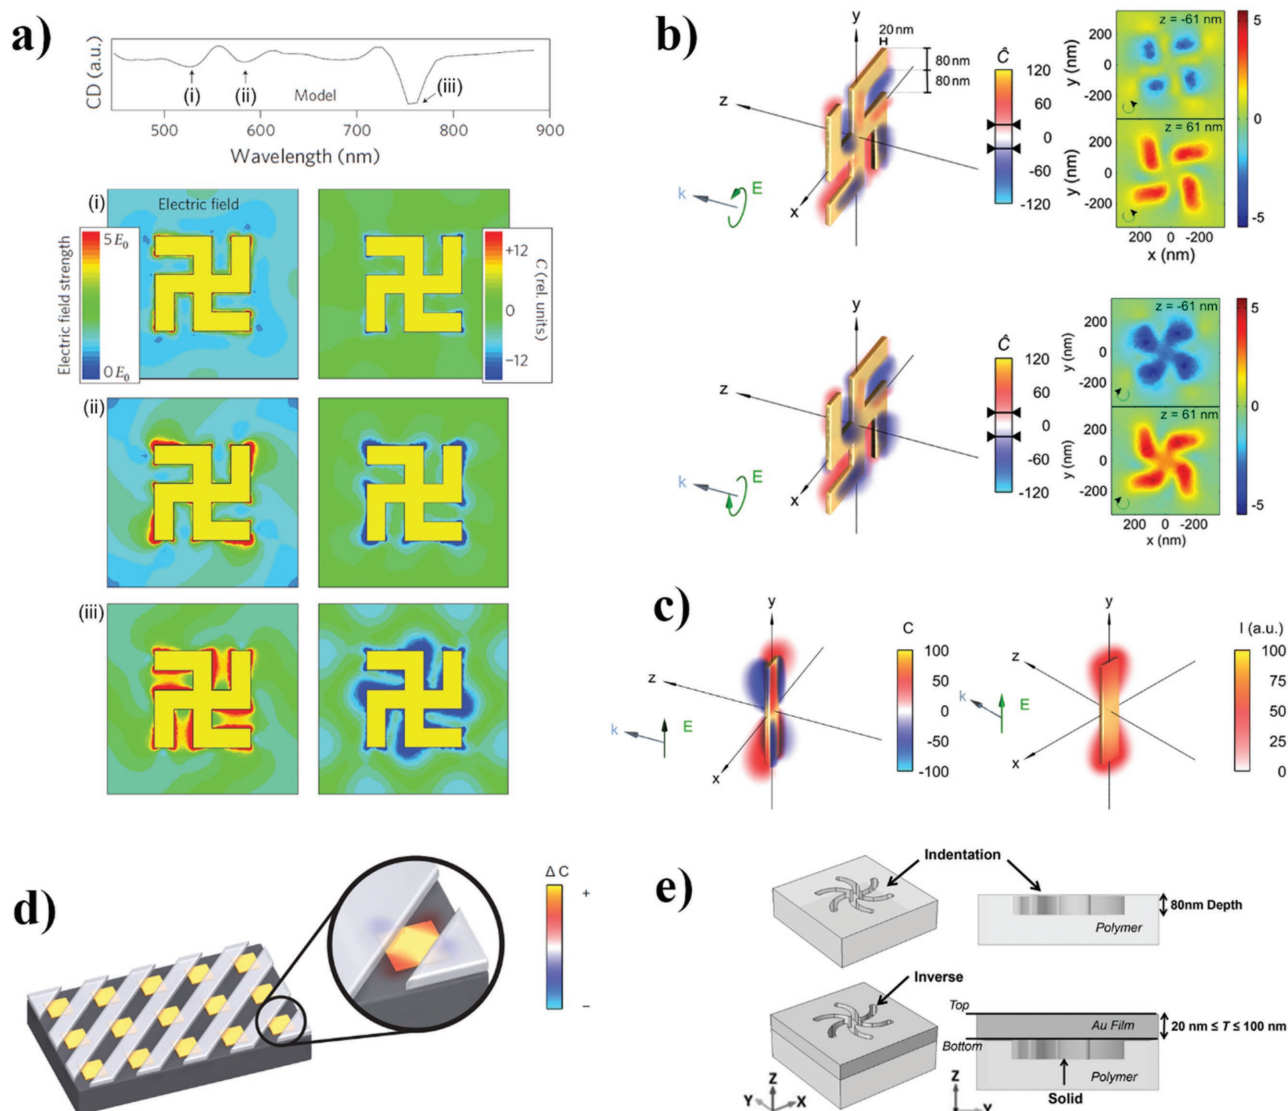 a)
CD (a.u.)
(i)
(ii)
Model
(iii)
500
600
700
800
900
Wavelength (nm)
(i)
Electric field
Electric field strength
5 E0
0 E0
+12
0
−12
C (rel. units)
(ii)
(iii)
b)
y
20 nm
80 nm
80 nm
z
x
k
E
Ĉ
120
60
0
-60
-120
z = -61 nm
200
0
-200
y (nm)
z = 61 nm
200
0
-200
y (nm)
200 0 -200
x (nm)
5
0
-5
y
z
x
k
E
Ĉ
120
60
0
-60
-120
z = -61 nm
200
0
-200
y (nm)
z = 61 nm
200
0
-200
y (nm)
200 0 -200
x (nm)
5
0
-5
c)
y
z
x
k
E
C
100
50
0
-50
-100
y
z
x
k
E
I (a.u.)
100
75
50
25
0
d)
Δ C
+
−
e)
Indentation
80nm Depth
Polymer
Inverse
Top
Au Film
20 nm ≤ T ≤ 100 nm
Bottom
Polymer
Solid
Z
Y
X
Z
Y